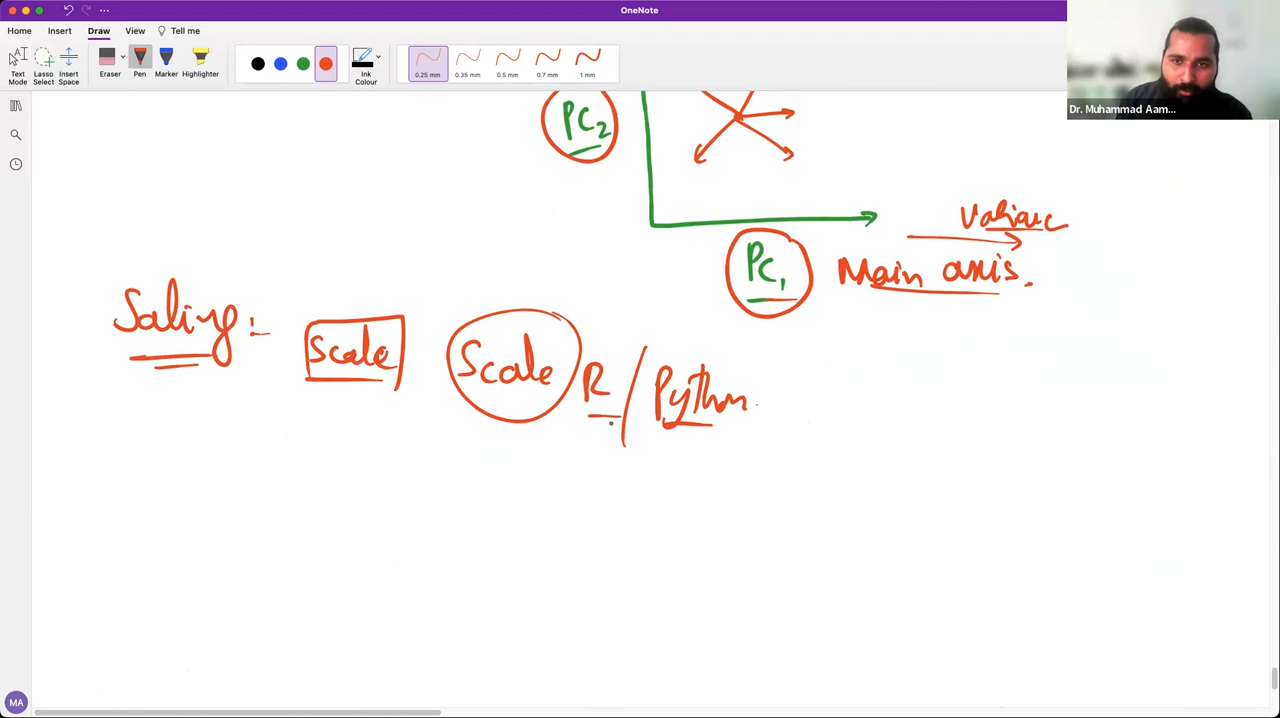 OneNote
Home Insert Draw View Tell me
Text Mode Lasso Select Insert Space Eraser Pen Marker Highlighter Ink Colour 0.25 mm 0.35 mm 0.5 mm 0.7 mm 1 mm
Dr. Muhammad Aam...
PC2
Variance
PC1 Main axis.
Saling:- Scale Scale R / Python
MA